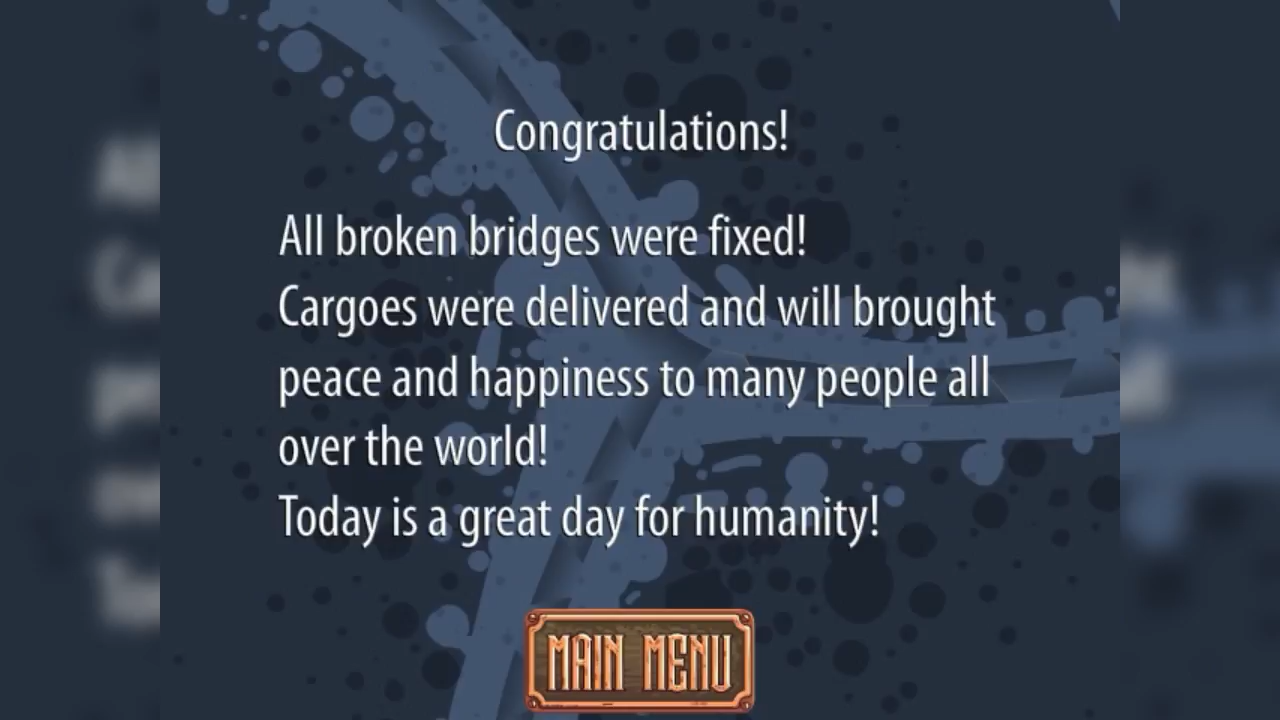 Congratulations!
All broken bridges were fixed!
Cargoes were delivered and will brought
peace and happiness to many people all
over the world!
Today is a great day for humanity!
MAIN MENU